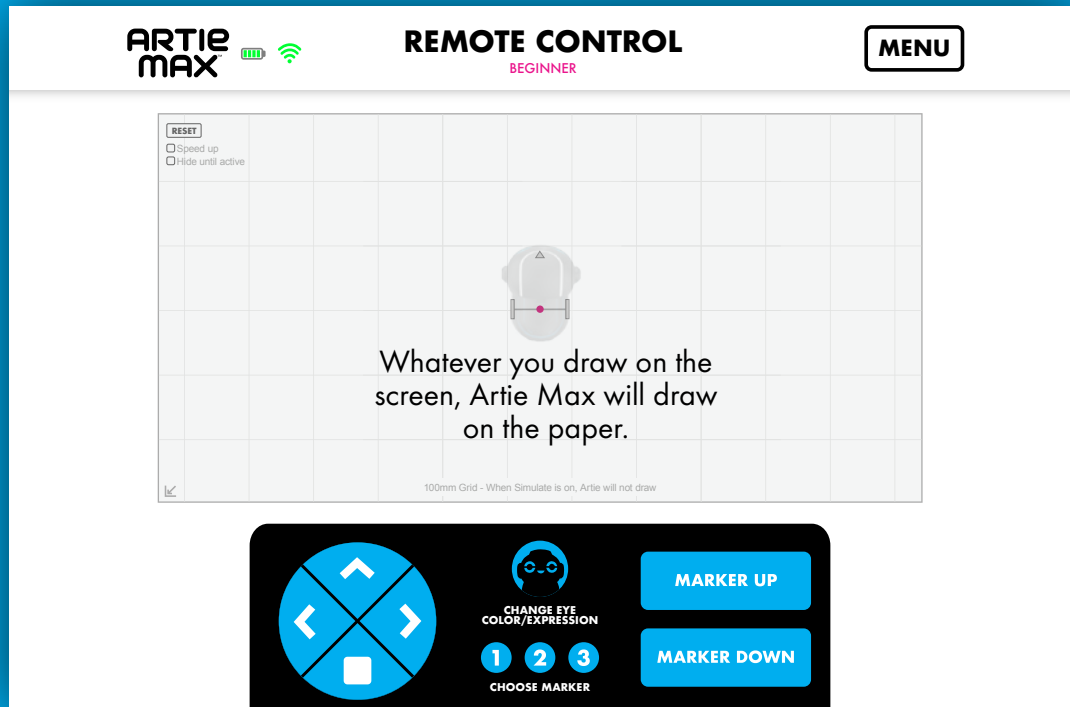 ARTIE
MAX
REMOTE CONTROL
BEGINNER
MENU
RESET
Speed up
Hide until active
Whatever you draw on the
screen, Artie Max will draw
on the paper.
100mm Grid - When Simulate is on, Artie will not draw
CHANGE EYE
COLOR/EXPRESSION
1 2 3
CHOOSE MARKER
MARKER UP
MARKER DOWN